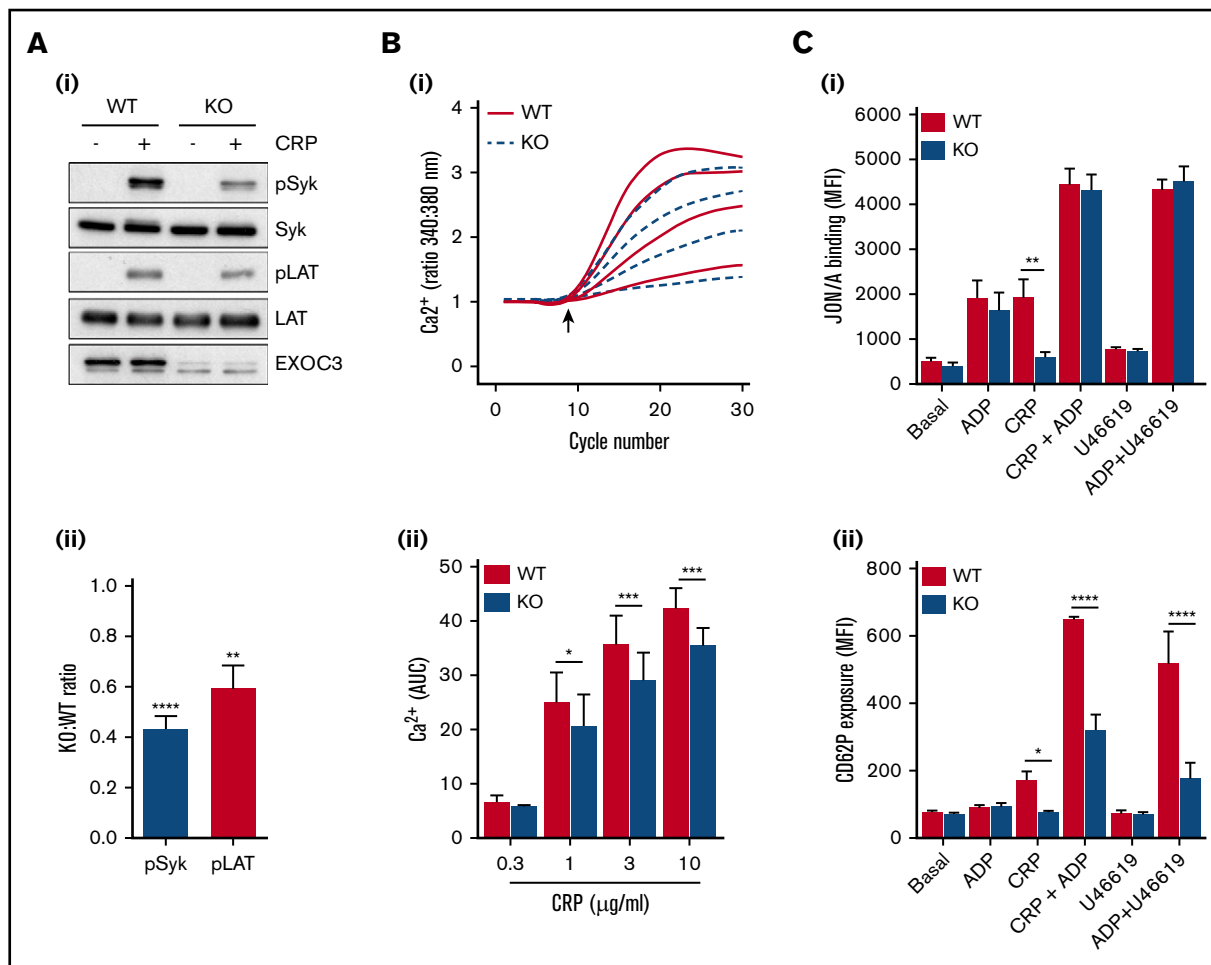 A
(i)
WT KO
- + - + CRP
pSyk
Syk
pLAT
LAT
EXOC3
(ii)
KO:WT ratio
1.0
0.8
0.6
0.4
0.2
0.0
****
**
pSyk pLAT
B
(i)
WT
KO
Ca2+ (ratio 340:380 nm)
4
3
2
1
0
0 10 20 30
Cycle number
(ii)
WT
KO
Ca2+ (AUC)
50
40
30
20
10
0
*
***
***
0.3 1 3 10
CRP (μg/ml)
C
(i)
WT
KO
JON/A binding (MFI)
6000
5000
4000
3000
2000
1000
0
**
Basal
ADP
CRP
CRP + ADP
U46619
ADP+U46619
(ii)
WT
KO
CD62P exposure (MFI)
800
600
400
200
0
*
****
****
Basal
ADP
CRP
CRP + ADP
U46619
ADP+U46619